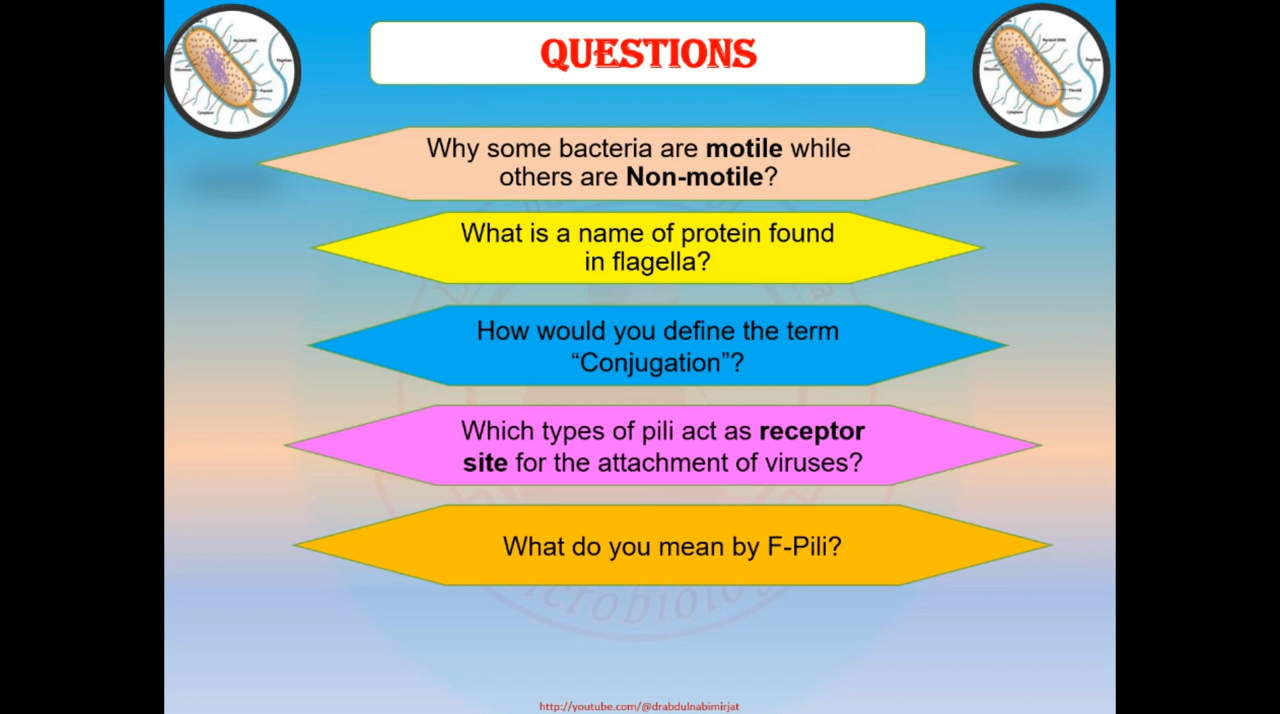 QUESTIONS
Why some bacteria are motile while
others are Non-motile?
What is a name of protein found
in flagella?
How would you define the term
“Conjugation”?
Which types of pili act as receptor
site for the attachment of viruses?
What do you mean by F-Pili?
http://youtube.com/@drabdulnabimirjat